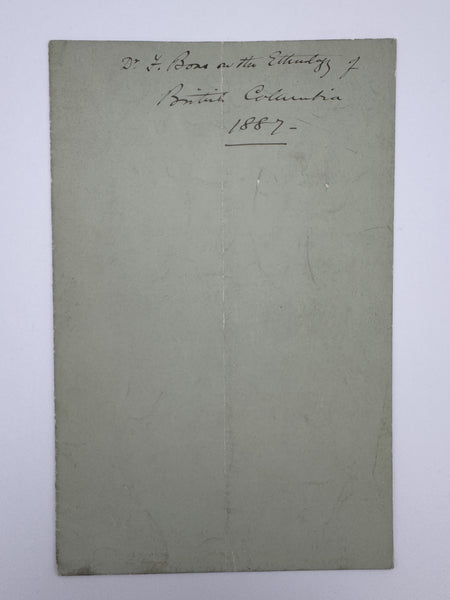 Dr F. Boas on the Ethnology of
British Columbia
1887-